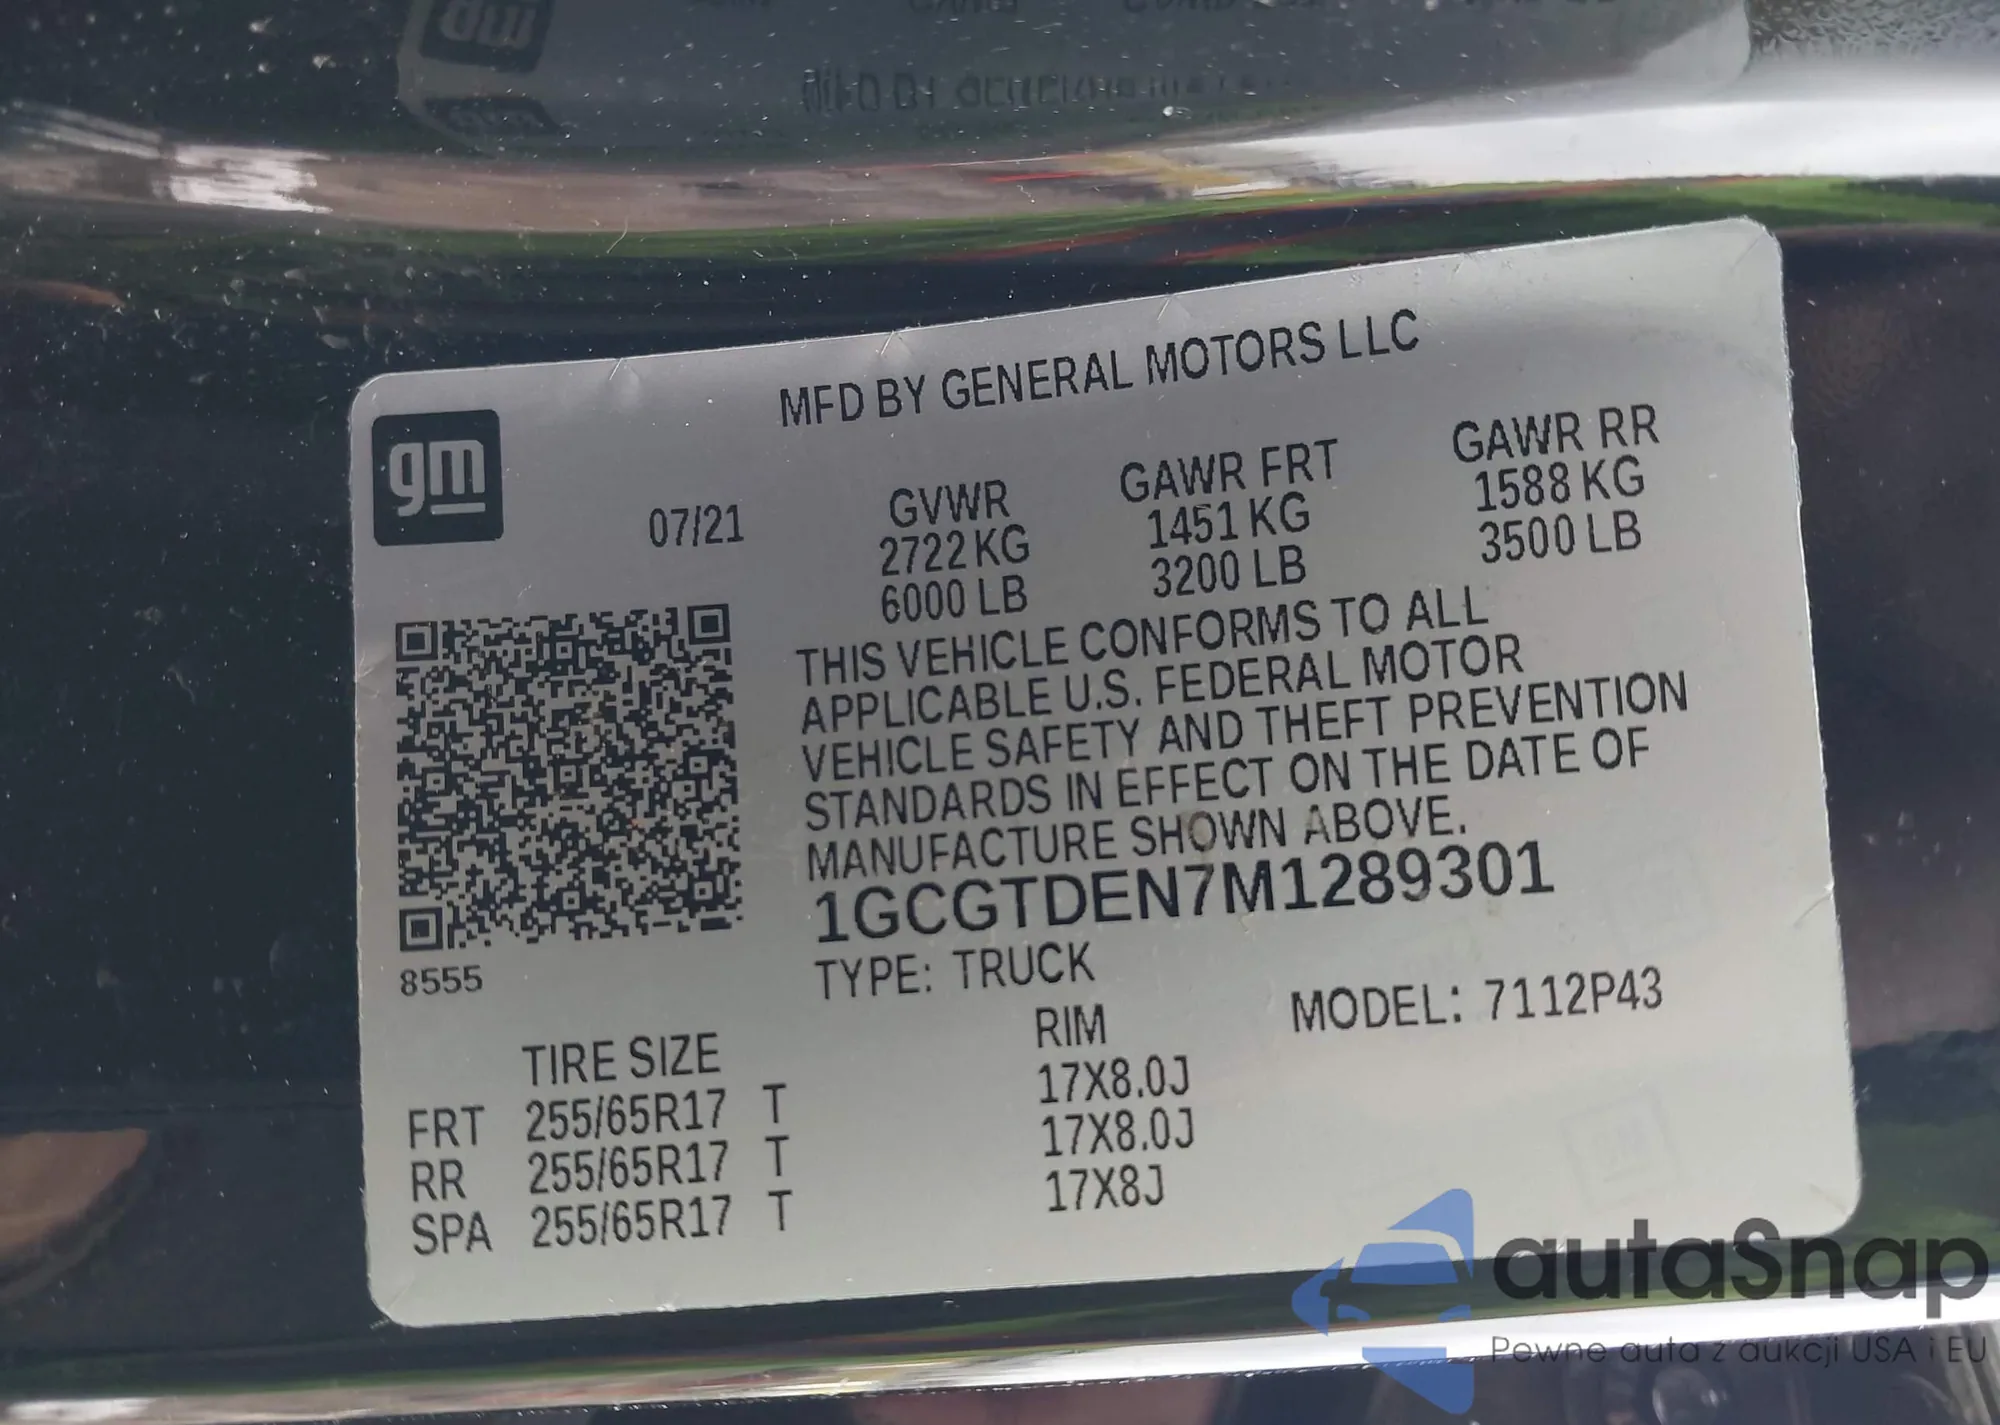 MFD BY GENERAL MOTORS LLC
gm
07/21
GVWR GAWR FRT GAWR RR
2722 KG 1451 KG 1588 KG
6000 LB 3200 LB 3500 LB
THIS VEHICLE CONFORMS TO ALL
APPLICABLE U.S. FEDERAL MOTOR
VEHICLE SAFETY AND THEFT PREVENTION
STANDARDS IN EFFECT ON THE DATE OF
MANUFACTURE SHOWN ABOVE.
1GCGTDEN7M1289301
8555
TYPE: TRUCK MODEL: 7112P43
TIRE SIZE RIM
FRT 255/65R17 T 17X8.0J
RR 255/65R17 T 17X8.0J
SPA 255/65R17 T 17X8J
autaSnap
Pewne auta z aukcji USA i EU